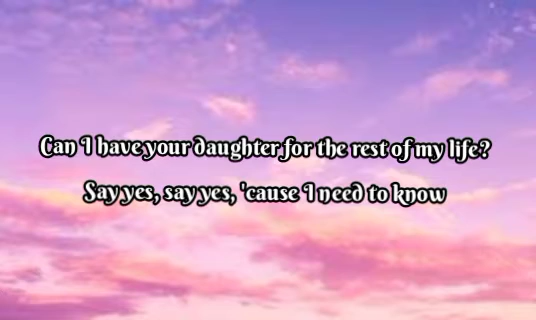 Can I have your daughter for the rest of my life?
Say yes, say yes, 'cause I need to know